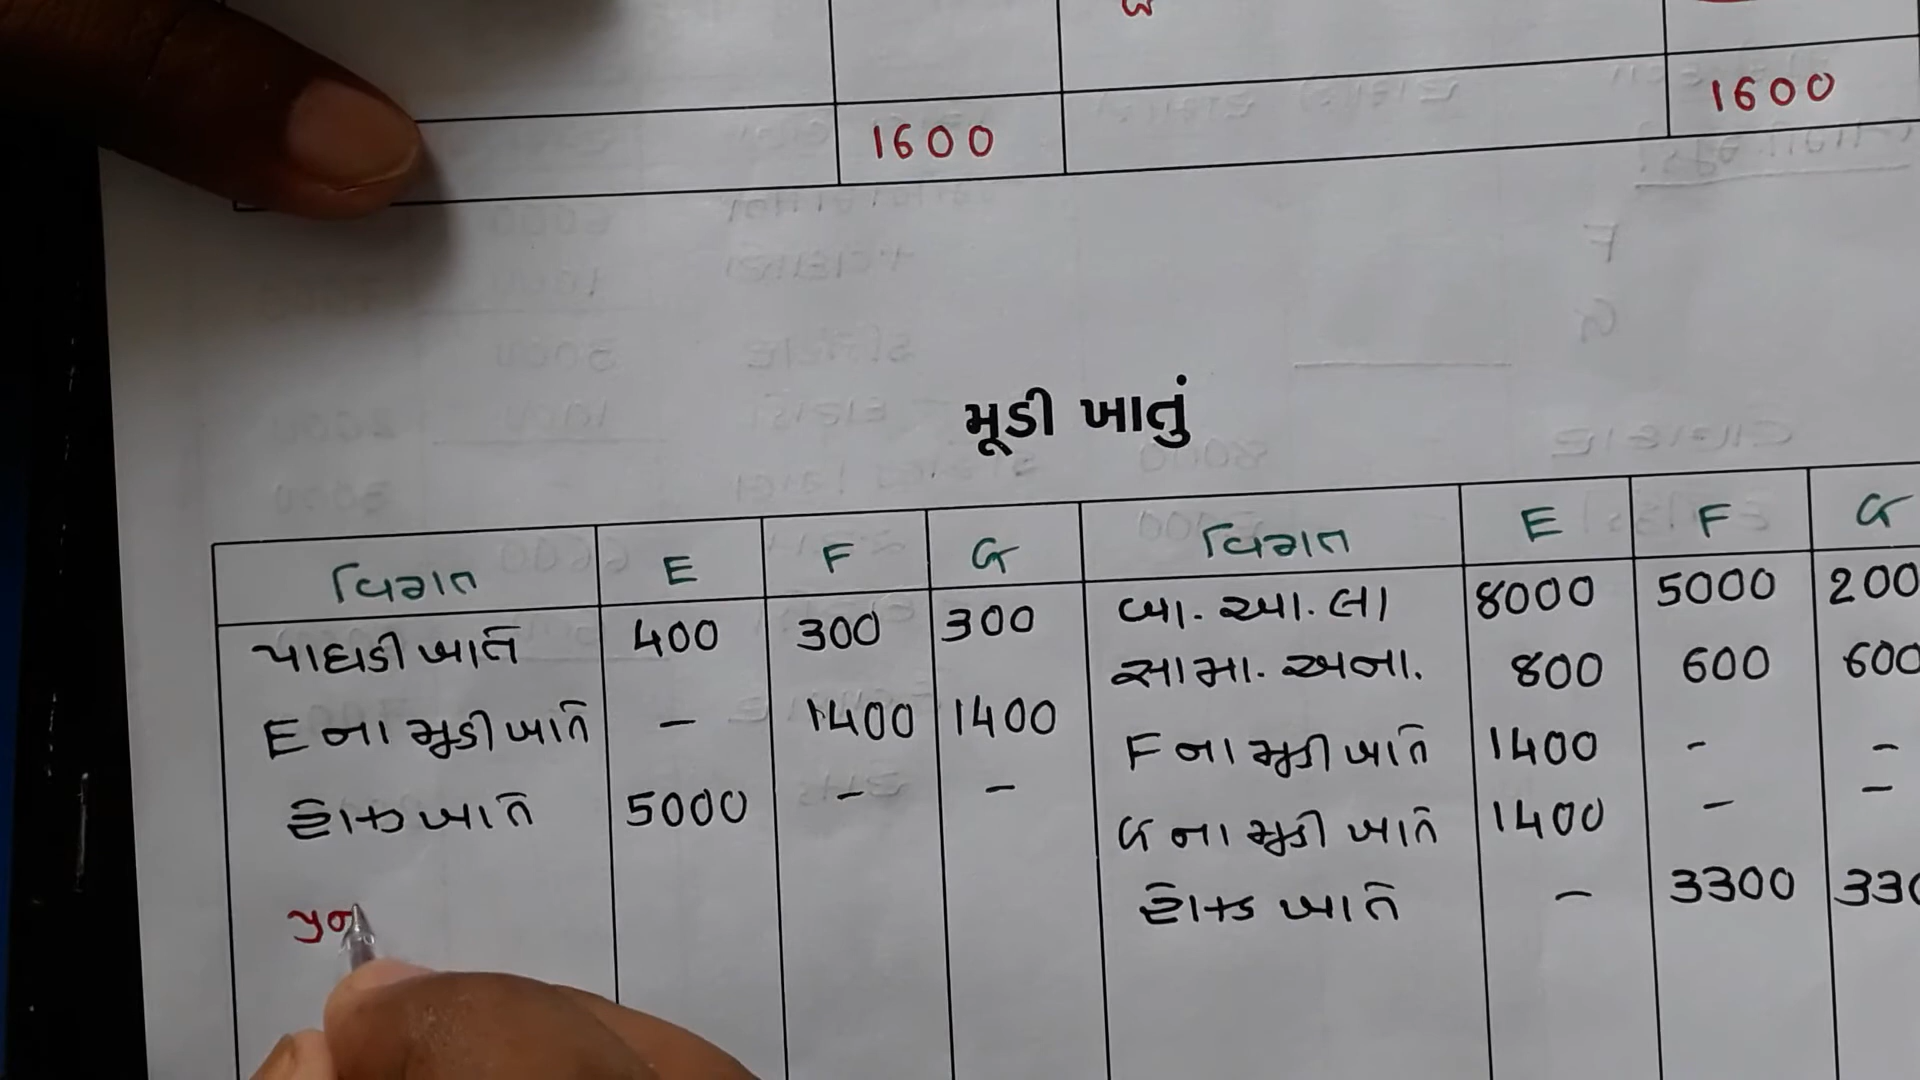 1600 1600
મૂડી ખાતું
વિગત E F G વિગત E F G
પાઘડી ખાતે 400 300 300 બા. આ. લા 8000 5000 200
E ના મૂડી ખાતે - 1400 1400 સામા. અના. 800 600 600
રોકડ ખાતે 5000 - - F ના મૂડી ખાતે 1400 - -
G ના મૂડી ખાતે 1400 - -
રોકડ ખાતે - 3300 330
પુન